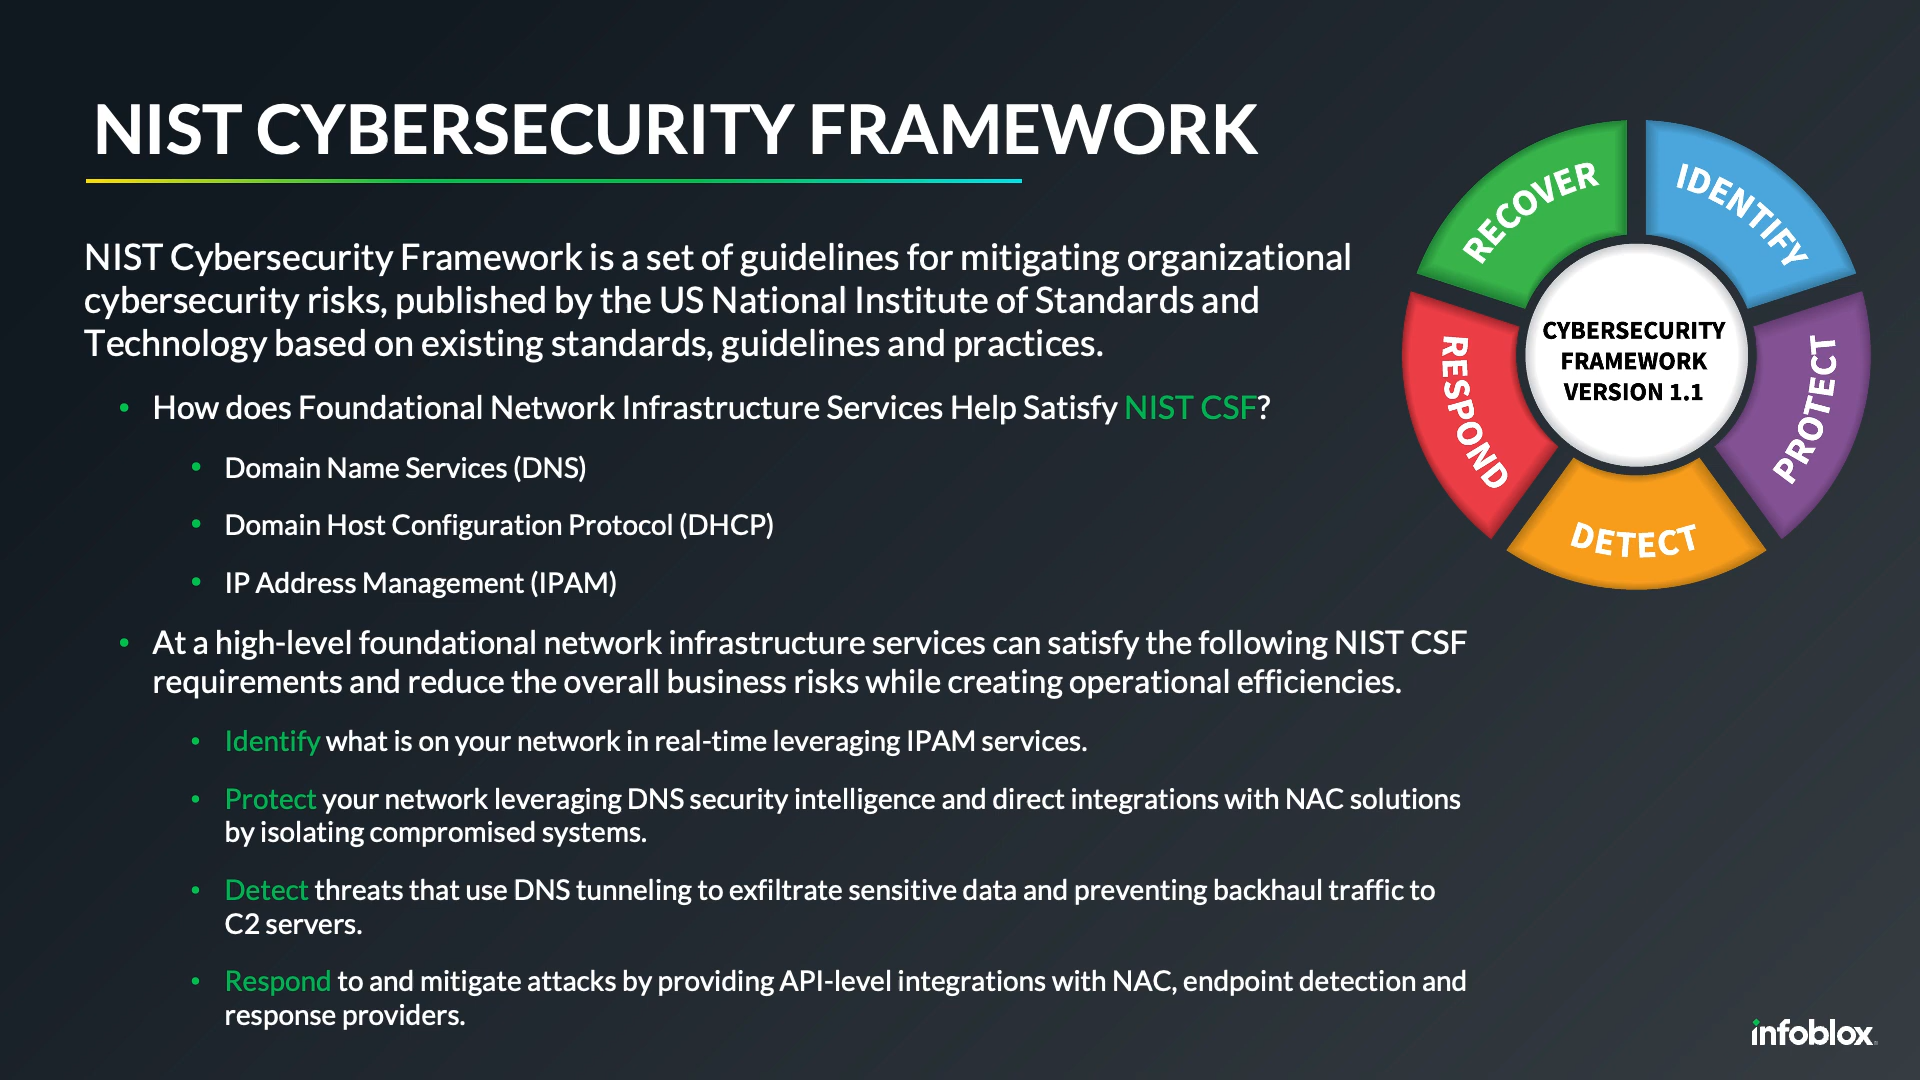 NIST CYBERSECURITY FRAMEWORK
NIST Cybersecurity Framework is a set of guidelines for mitigating organizational
cybersecurity risks, published by the US National Institute of Standards and
Technology based on existing standards, guidelines and practices.
• How does Foundational Network Infrastructure Services Help Satisfy NIST CSF?
• Domain Name Services (DNS)
• Domain Host Configuration Protocol (DHCP)
• IP Address Management (IPAM)
• At a high-level foundational network infrastructure services can satisfy the following NIST CSF
requirements and reduce the overall business risks while creating operational efficiencies.
• Identify what is on your network in real-time leveraging IPAM services.
• Protect your network leveraging DNS security intelligence and direct integrations with NAC solutions
by isolating compromised systems.
• Detect threats that use DNS tunneling to exfiltrate sensitive data and preventing backhaul traffic to
C2 servers.
• Respond to and mitigate attacks by providing API-level integrations with NAC, endpoint detection and
response providers.
IDENTIFY
PROTECT
DETECT
RESPOND
RECOVER
CYBERSECURITY
FRAMEWORK
VERSION 1.1
infoblox